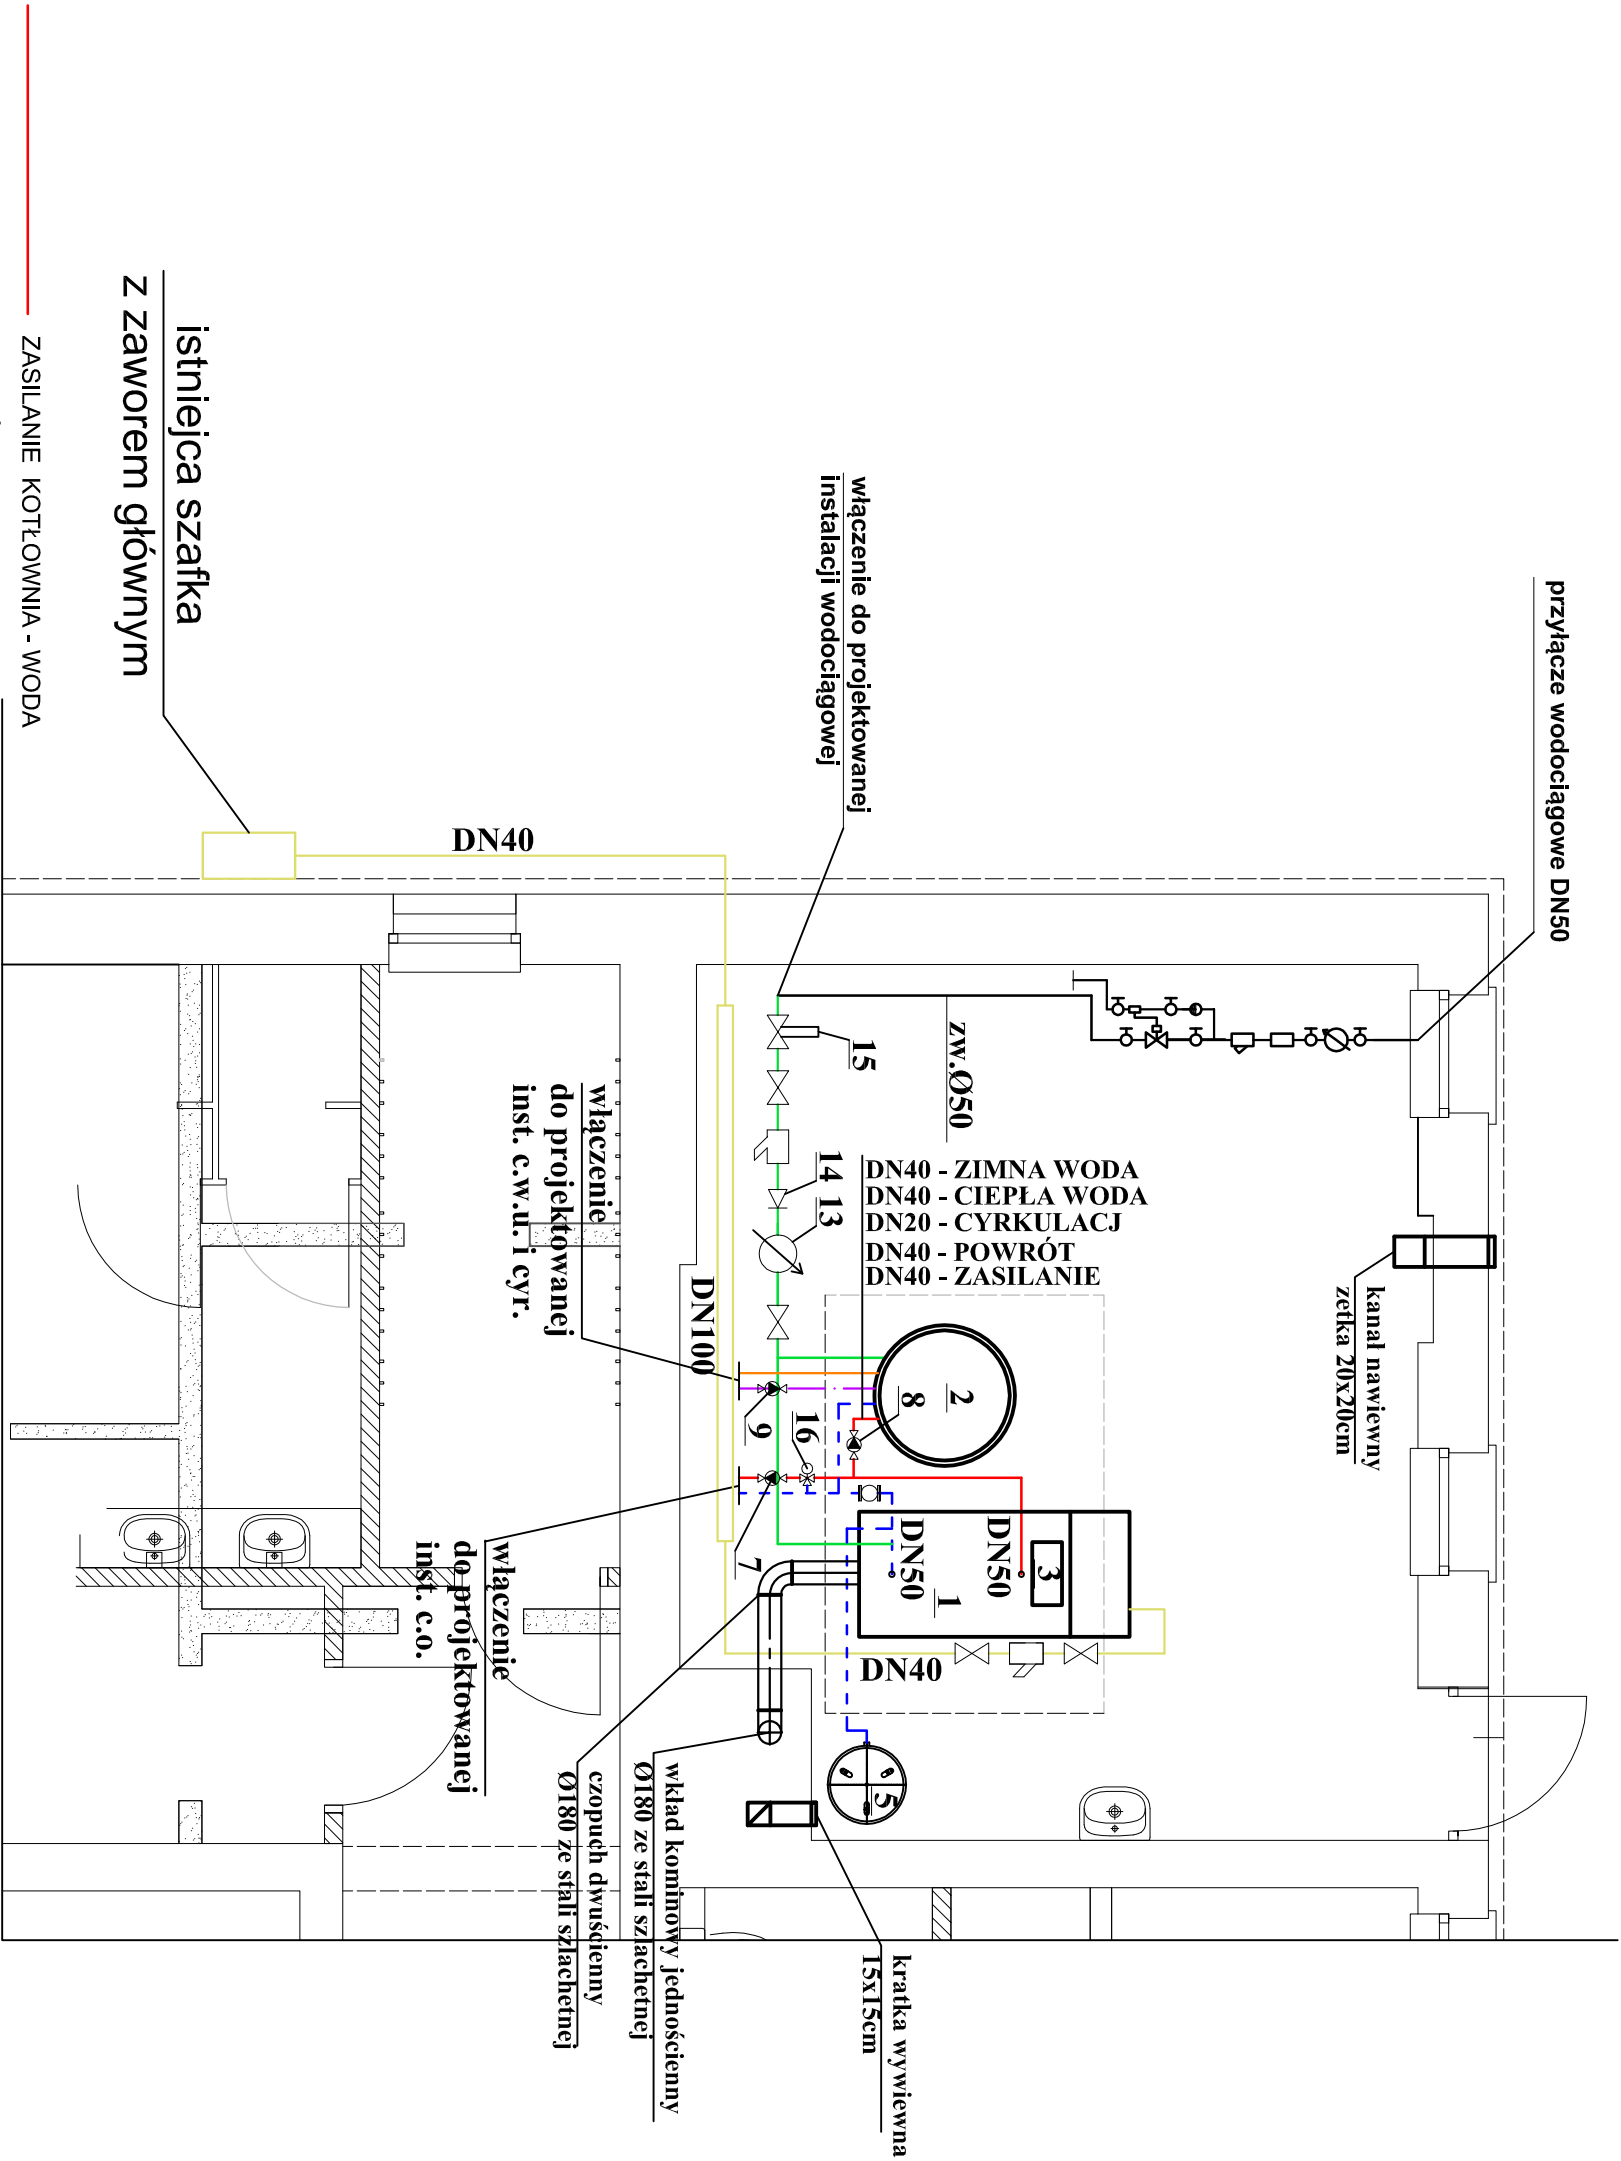 przyłącze wodociągowe DN50
kanał nawiewny
zetka 20x20cm
włączenie do projektowanej
instalacji wodociągowej
zw.Ø50
15
14
13
DN40 - ZIMNA WODA
DN40 - CIEPŁA WODA
DN20 - CYRKULACJ
DN40 - POWRÓT
DN40 - ZASILANIE
2
8
9
16
7
3
DN50
DN50
1
DN40
5
DN100
DN40
włączenie
do projektowanej
inst. c.w.u. i cyr.
włączenie
do projektowanej
inst. c.o.
kratka wywiewna
15x15cm
wkład kominowy jednościenny
Ø180 ze stali szlachetnej
czopuch dwuścienny
Ø180 ze stali szlachetnej
istniejca szafka
z zaworem głównym
ZASILANIE KOTŁOWNIA - WODA